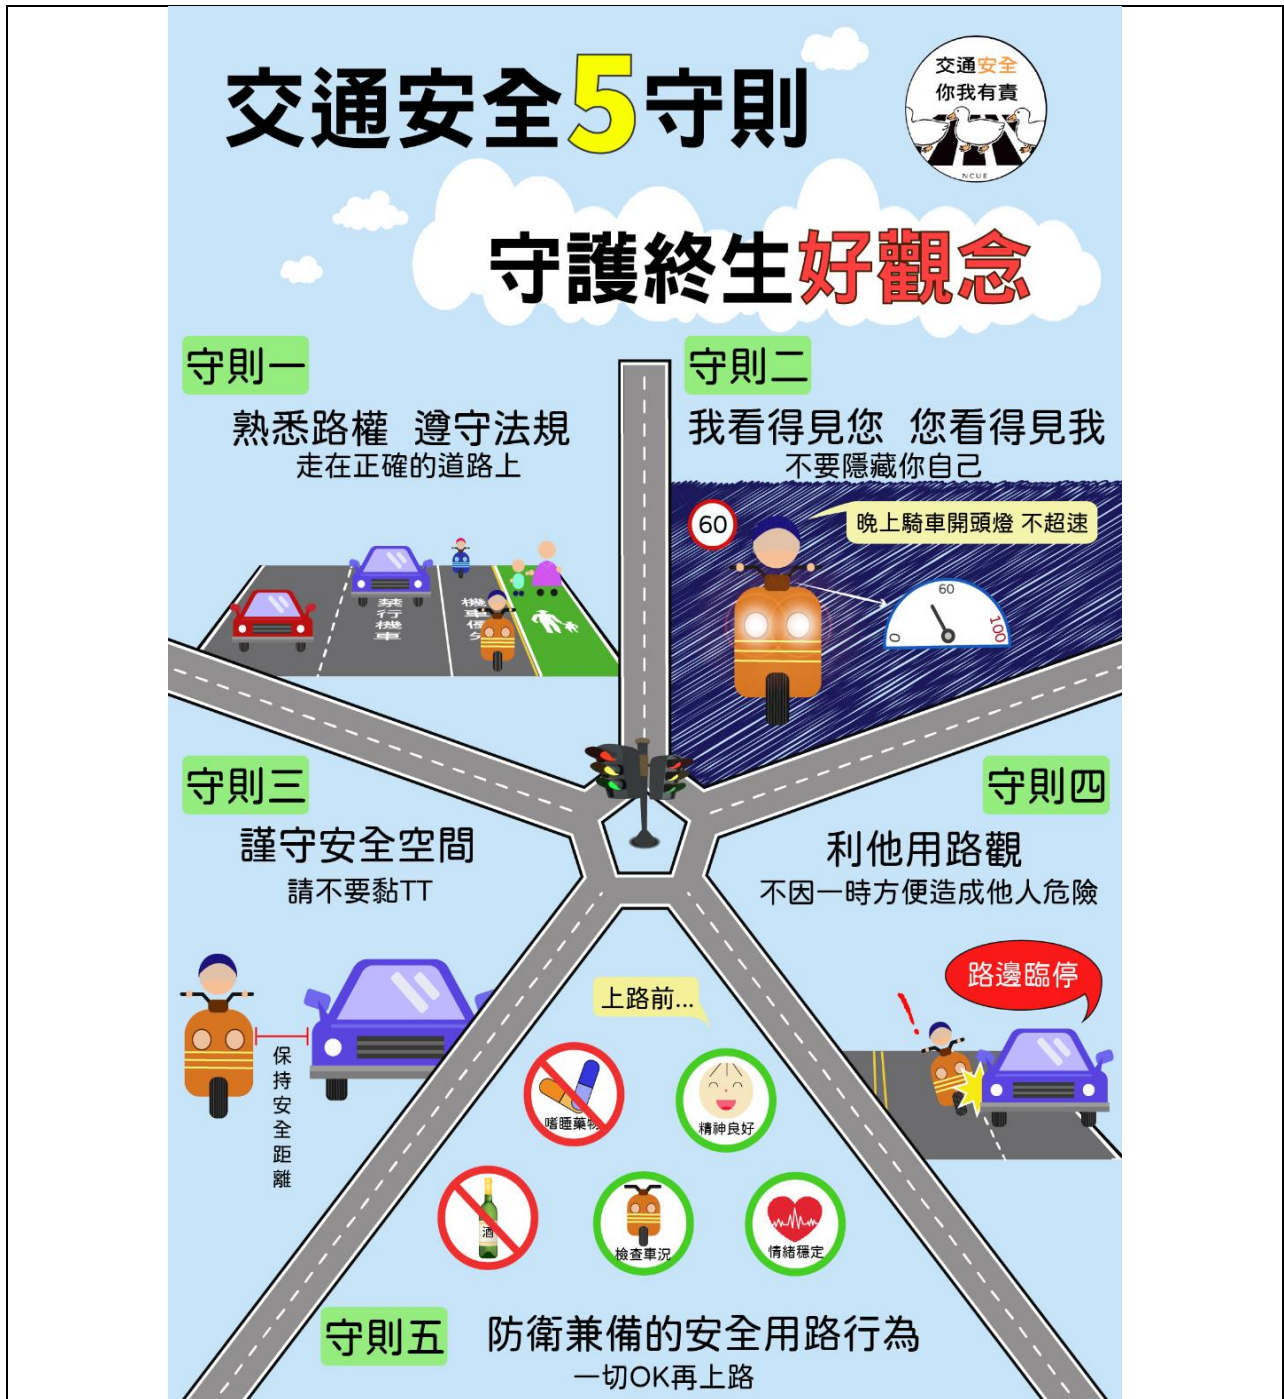 交通安全5守則
交通安全
你我有責
NCUE
守護終生好觀念
守則一
熟悉路權 遵守法規
走在正確的道路上
禁行機車
機車優先
守則二
我看得見您 您看得見我
不要隱藏你自己
60
晚上騎車開頭燈 不超速
0
60
100
守則三
謹守安全空間
請不要黏TT
保持安全距離
守則四
利他用路觀
不因一時方便造成他人危險
路邊臨停
!
上路前...
嗜睡藥物
精神良好
酒
檢查車況
情緒穩定
守則五
防衛兼備的安全用路行為
一切OK再上路